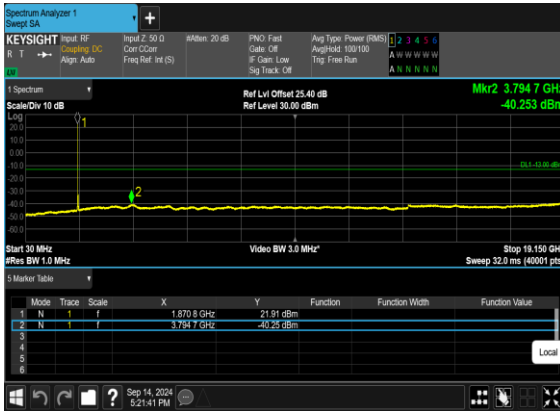 Spectrum Analyzer 1
Swept SA
+
KEYSIGHT Input: RF Input Z: 50 Ω #Atten: 20 dB PNO: Fast Avg Type: Power (RMS) 1 2 3 4 5 6
R T Coupling: DC Corr CCorr Gate: Off Avg|Hold: 100/100 A W W W W W
Align: Auto Freq Ref: Int (S) IF Gain: Low Trig: Free Run
Sig Track: Off A N N N N N
1 Spectrum Ref Lvl Offset 25.40 dB Mkr2 3.794 7 GHz
Scale/Div 10 dB Ref Level 30.00 dBm -40.253 dBm
Log
20.0
10.0
0.00
-10.0
-20.0
-30.0
-40.0
-50.0
-60.0
1
2
DL1 -13.00 dBm
Start 30 MHz Video BW 3.0 MHz* Stop 19.150 GHz
#Res BW 1.0 MHz Sweep 32.0 ms (40001 pts)
5 Marker Table
Mode Trace Scale X Y Function Function Width Function Value
1 N 1 f 1.870 8 GHz 21.91 dBm
2 N 1 f 3.794 7 GHz -40.25 dBm
3
4
5
6
Local
? Sep 14, 2024
5:21:41 PM